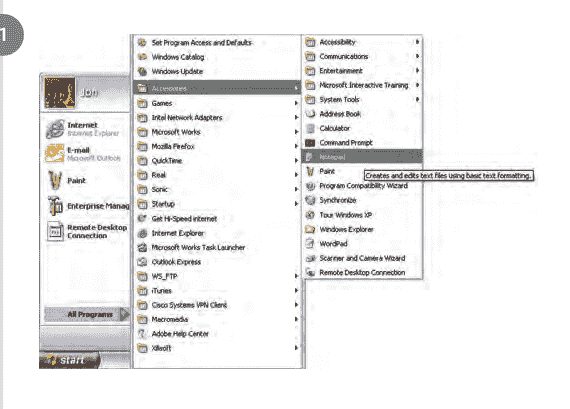 1
Jon
Internet
Internet Explorer
E-mail
Microsoft Outlook
Paint
Enterprise Manag
Remote Desktop
Connection
All Programs
start
Set Program Access and Defaults
Windows Catalog
Windows Update
Accessories
Games
Intel Network Adapters
Microsoft Works
Mozilla Firefox
QuickTime
Real
Sonic
Startup
Get Hi-Speed Internet
Internet Explorer
Microsoft Works Task Launcher
Outlook Express
WS_FTP
iTunes
Cisco Systems VPN Client
Macromedia
Adobe Help Center
Xilisoft
Accessibility
Communications
Entertainment
Microsoft Interactive Training
System Tools
Address Book
Calculator
Command Prompt
Notepad
Paint
Creates and edits text files using basic text formatting.
Program Compatibility Wizard
Synchronize
Tour Windows XP
Windows Explorer
WordPad
Scanner and Camera Wizard
Remote Desktop Connection